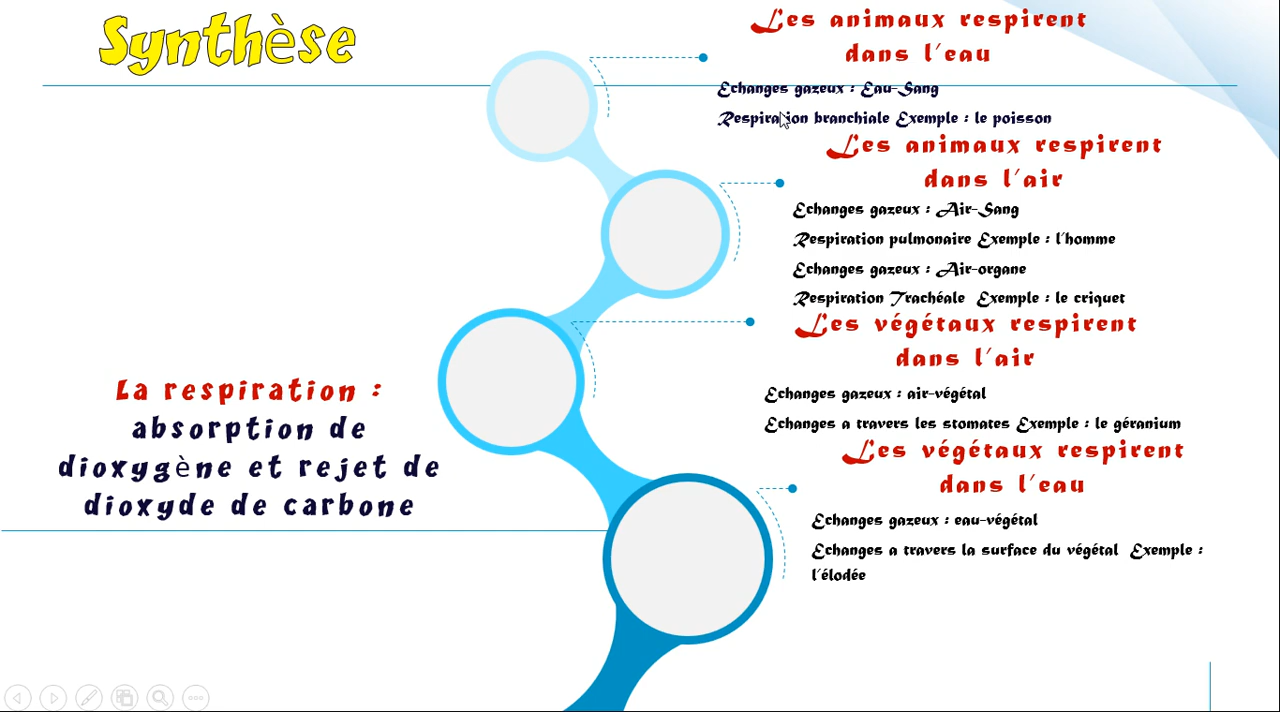 Synthèse
Les animaux respirent
dans l'eau
Echanges gazeux : Eau-Sang
Respiration branchiale Exemple : le poisson
Les animaux respirent
dans l'air
Echanges gazeux : Air-Sang
Respiration pulmonaire Exemple : l'homme
Echanges gazeux : Air-organe
Respiration Trachéale Exemple : le criquet
Les végétaux respirent
dans l'air
Echanges gazeux : air-végétal
Echanges a travers les stomates Exemple : le géranium
Les végétaux respirent
dans l'eau
Echanges gazeux : eau-végétal
Echanges a travers la surface du végétal Exemple :
l'élodée
La respiration :
absorption de
dioxygène et rejet de
dioxyde de carbone